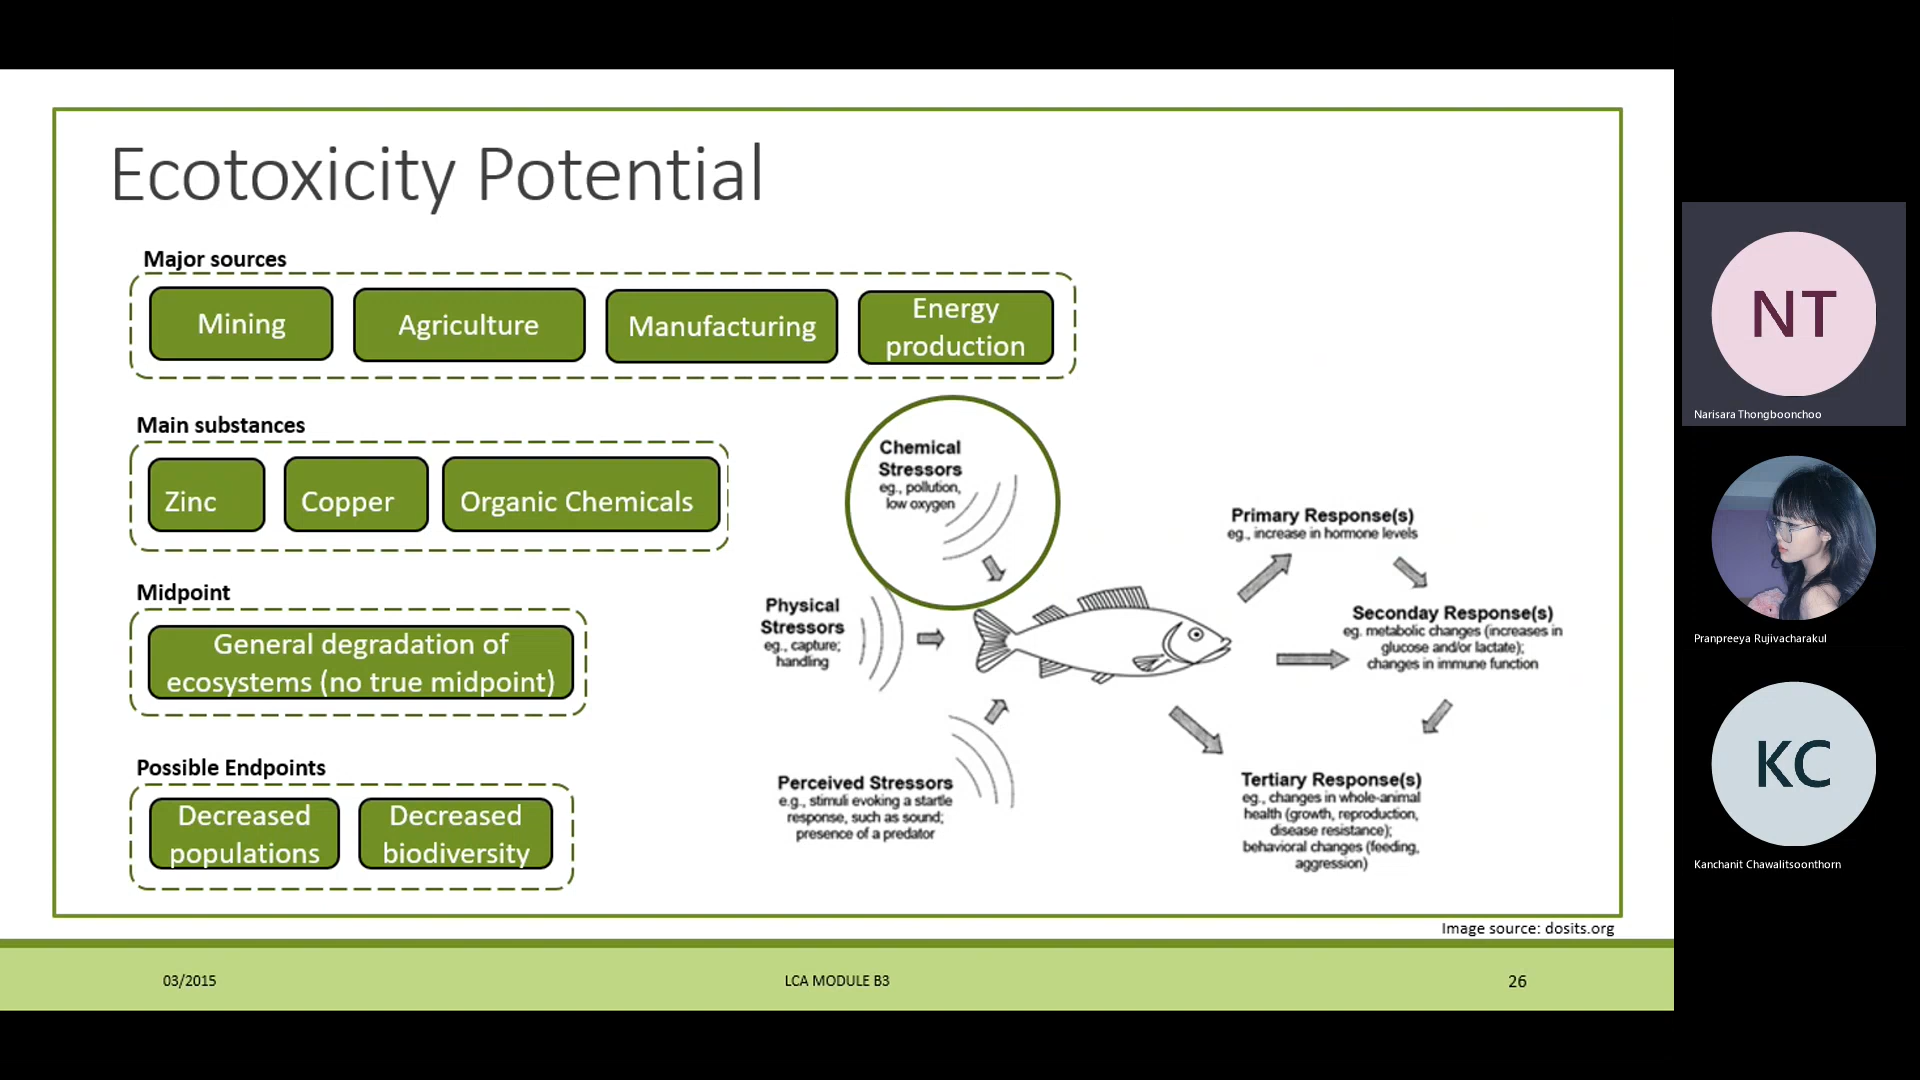 Ecotoxicity Potential
Major sources
Mining
Agriculture
Manufacturing
Energy
production
Main substances
Zinc
Copper
Organic Chemicals
Midpoint
General degradation of
ecosystems (no true midpoint)
Possible Endpoints
Decreased
populations
Decreased
biodiversity
Chemical
Stressors
eg., pollution,
low oxygen
Physical
Stressors
eg., capture;
handling
Perceived Stressors
e.g., stimuli evoking a startle
response, such as sound;
presence of a predator
Primary Response(s)
eg., increase in hormone levels
Seconday Response(s)
eg. metabolic changes (increases in
glucose and/or lactate);
changes in immune function
Tertiary Response(s)
eg., changes in whole-animal
health (growth, reproduction,
disease resistance);
behavioral changes (feeding,
aggression)
Image source: dosits.org
03/2015
LCA MODULE B3
26
NT
Narisara Thongboonchoo
Pranpreeya Rujivacharakul
KC
Kanchanit Chawalitsoonthorn